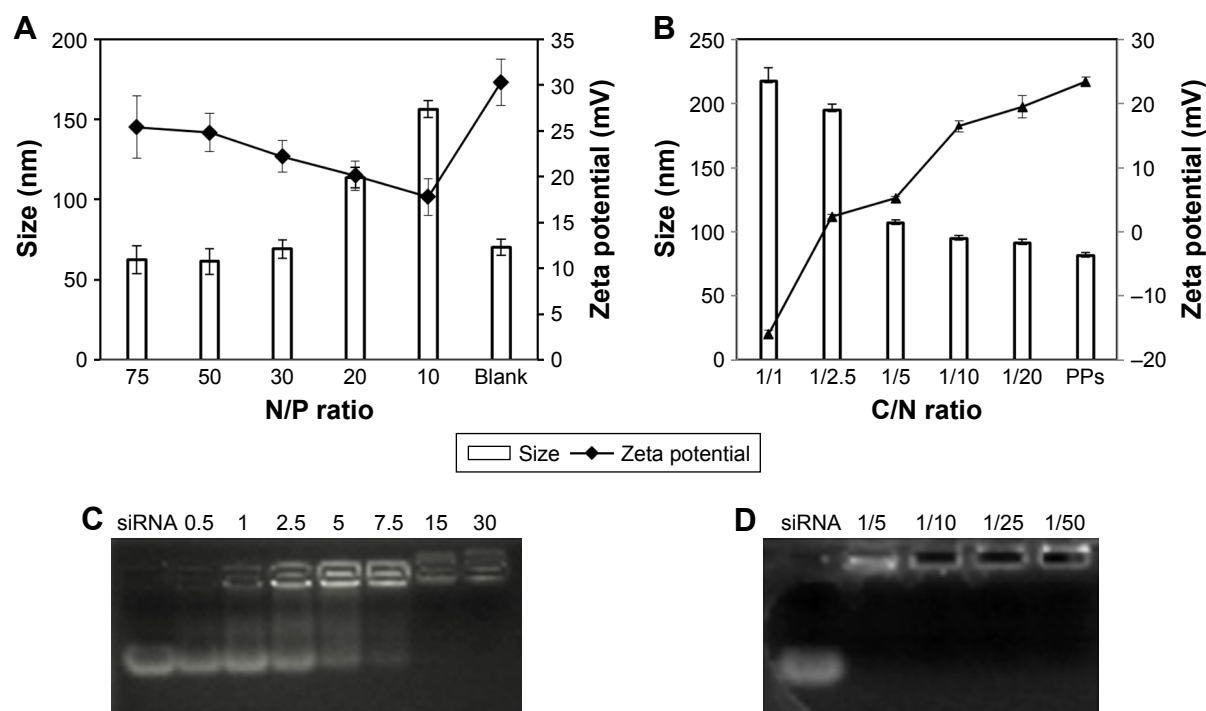 A
B
200
150
100
50
0
Size (nm)
35
30
25
20
15
10
5
0
Zeta potential (mV)
75 50 30 20 10 Blank
N/P ratio
250
200
150
100
50
0
Size (nm)
30
20
10
0
–10
–20
Zeta potential (mV)
1/1 1/2.5 1/5 1/10 1/20 PPs
C/N ratio
Size Zeta potential
C
siRNA 0.5 1 2.5 5 7.5 15 30
D
siRNA 1/5 1/10 1/25 1/50